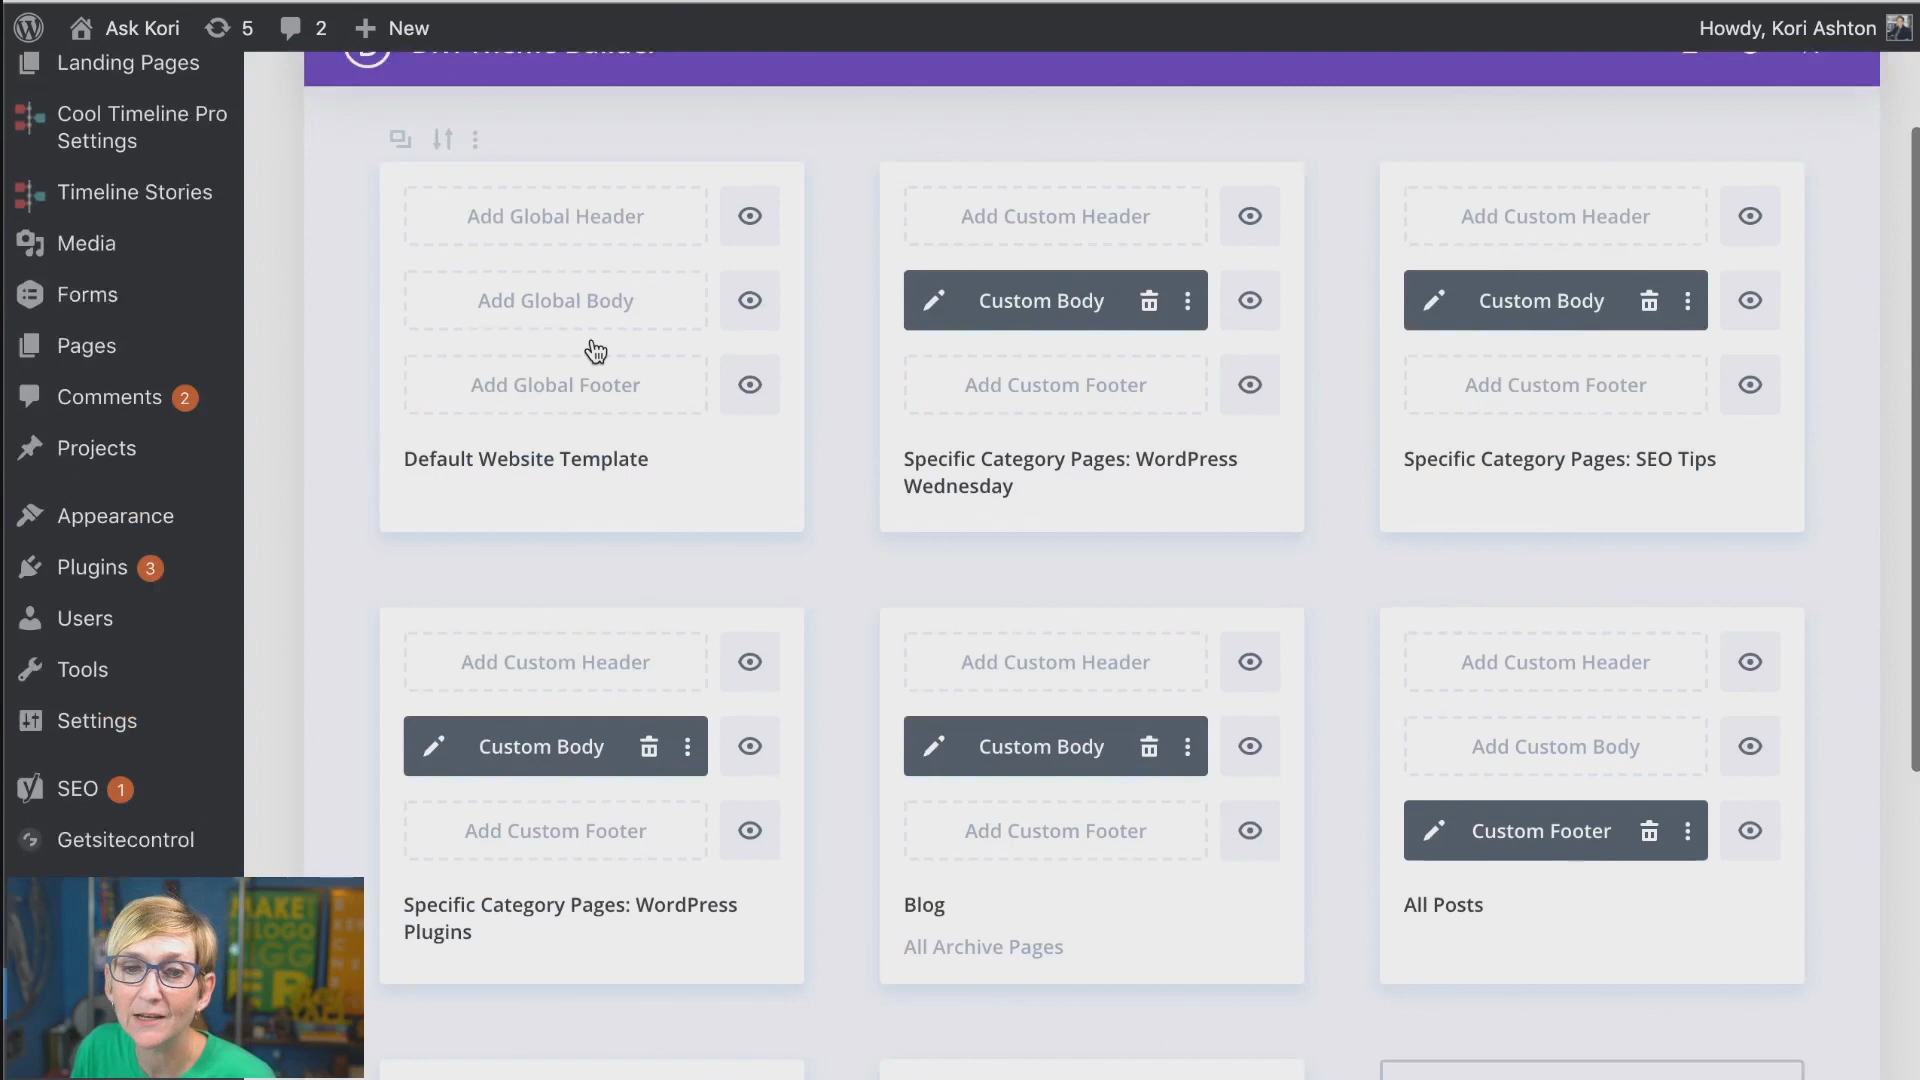 Ask Kori
5
2
New
Howdy, Kori Ashton
Divi Theme Builder
Landing Pages
Cool Timeline Pro
Settings
Timeline Stories
Media
Forms
Pages
Comments 2
Projects
Appearance
Plugins 3
Users
Tools
Settings
SEO 1
Getsitecontrol
Add Global Header
Add Global Body
Add Global Footer
Default Website Template
Add Custom Header
Custom Body
Add Custom Footer
Specific Category Pages: WordPress
Wednesday
Add Custom Header
Custom Body
Add Custom Footer
Specific Category Pages: SEO Tips
Add Custom Header
Custom Body
Add Custom Footer
Specific Category Pages: WordPress
Plugins
Add Custom Header
Custom Body
Add Custom Footer
Blog
All Archive Pages
Add Custom Header
Add Custom Body
Custom Footer
All Posts
MAKE
LOGO